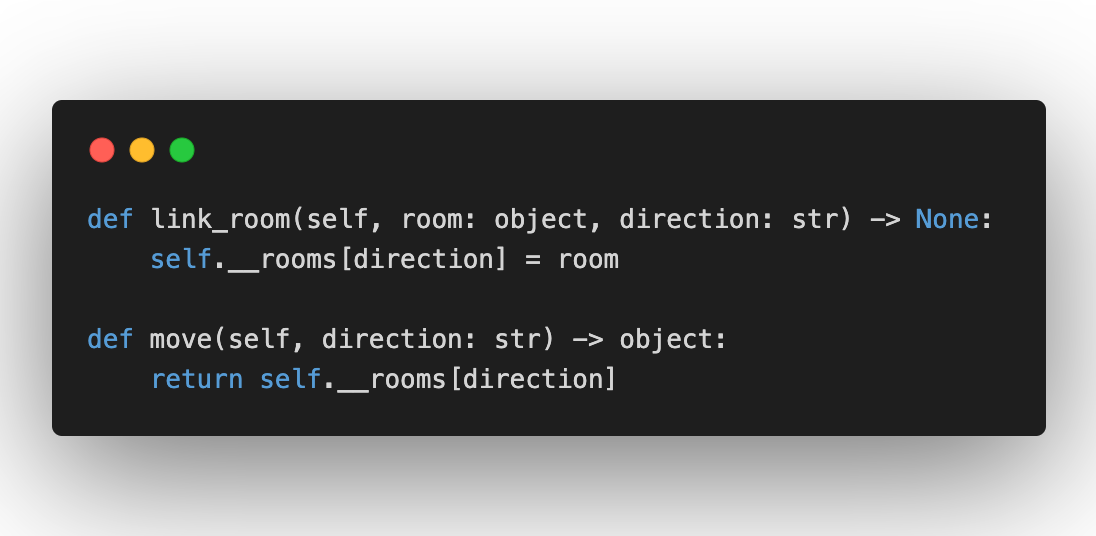 def link_room(self, room: object, direction: str) -> None:
    self.__rooms[direction] = room

def move(self, direction: str) -> object:
    return self.__rooms[direction]